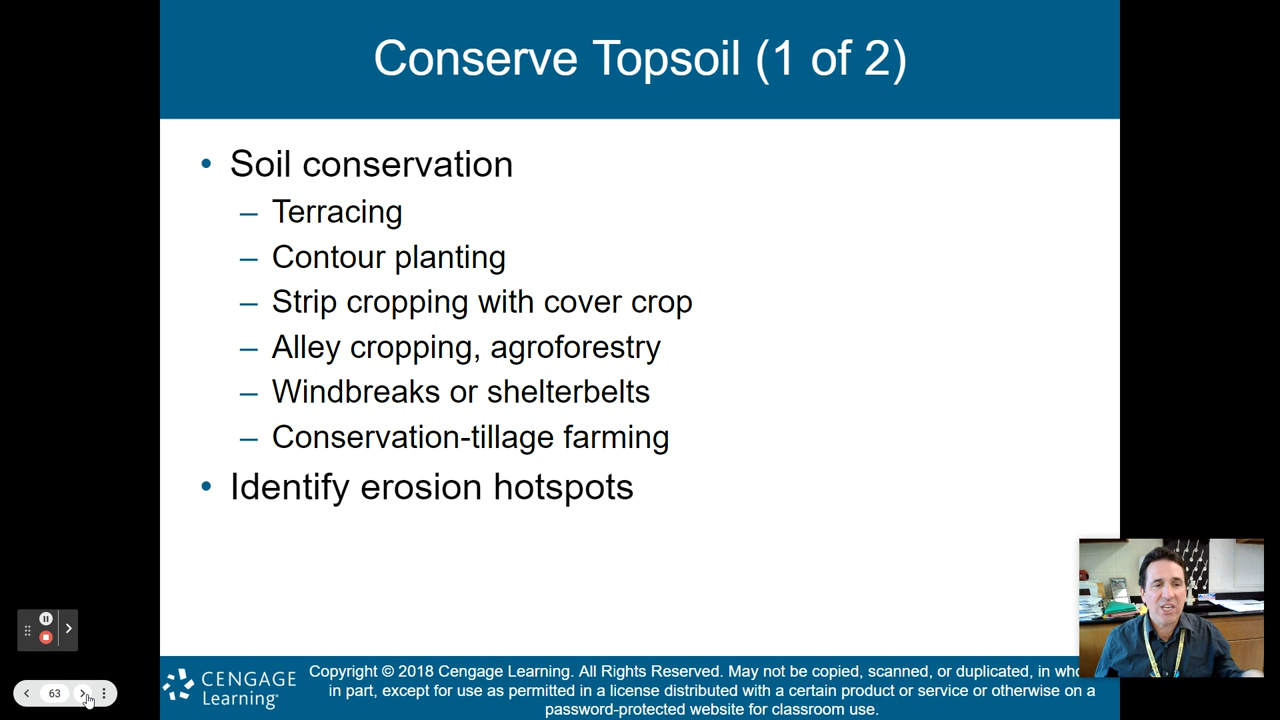 Conserve Topsoil (1 of 2)
• Soil conservation
– Terracing
– Contour planting
– Strip cropping with cover crop
– Alley cropping, agroforestry
– Windbreaks or shelterbelts
– Conservation-tillage farming
• Identify erosion hotspots
63
CENGAGE
Learning
Copyright © 2018 Cengage Learning. All Rights Reserved. May not be copied, scanned, or duplicated, in
in part, except for use as permitted in a license distributed with a certain product or service or otherwise on a
password-protected website for classroom use.